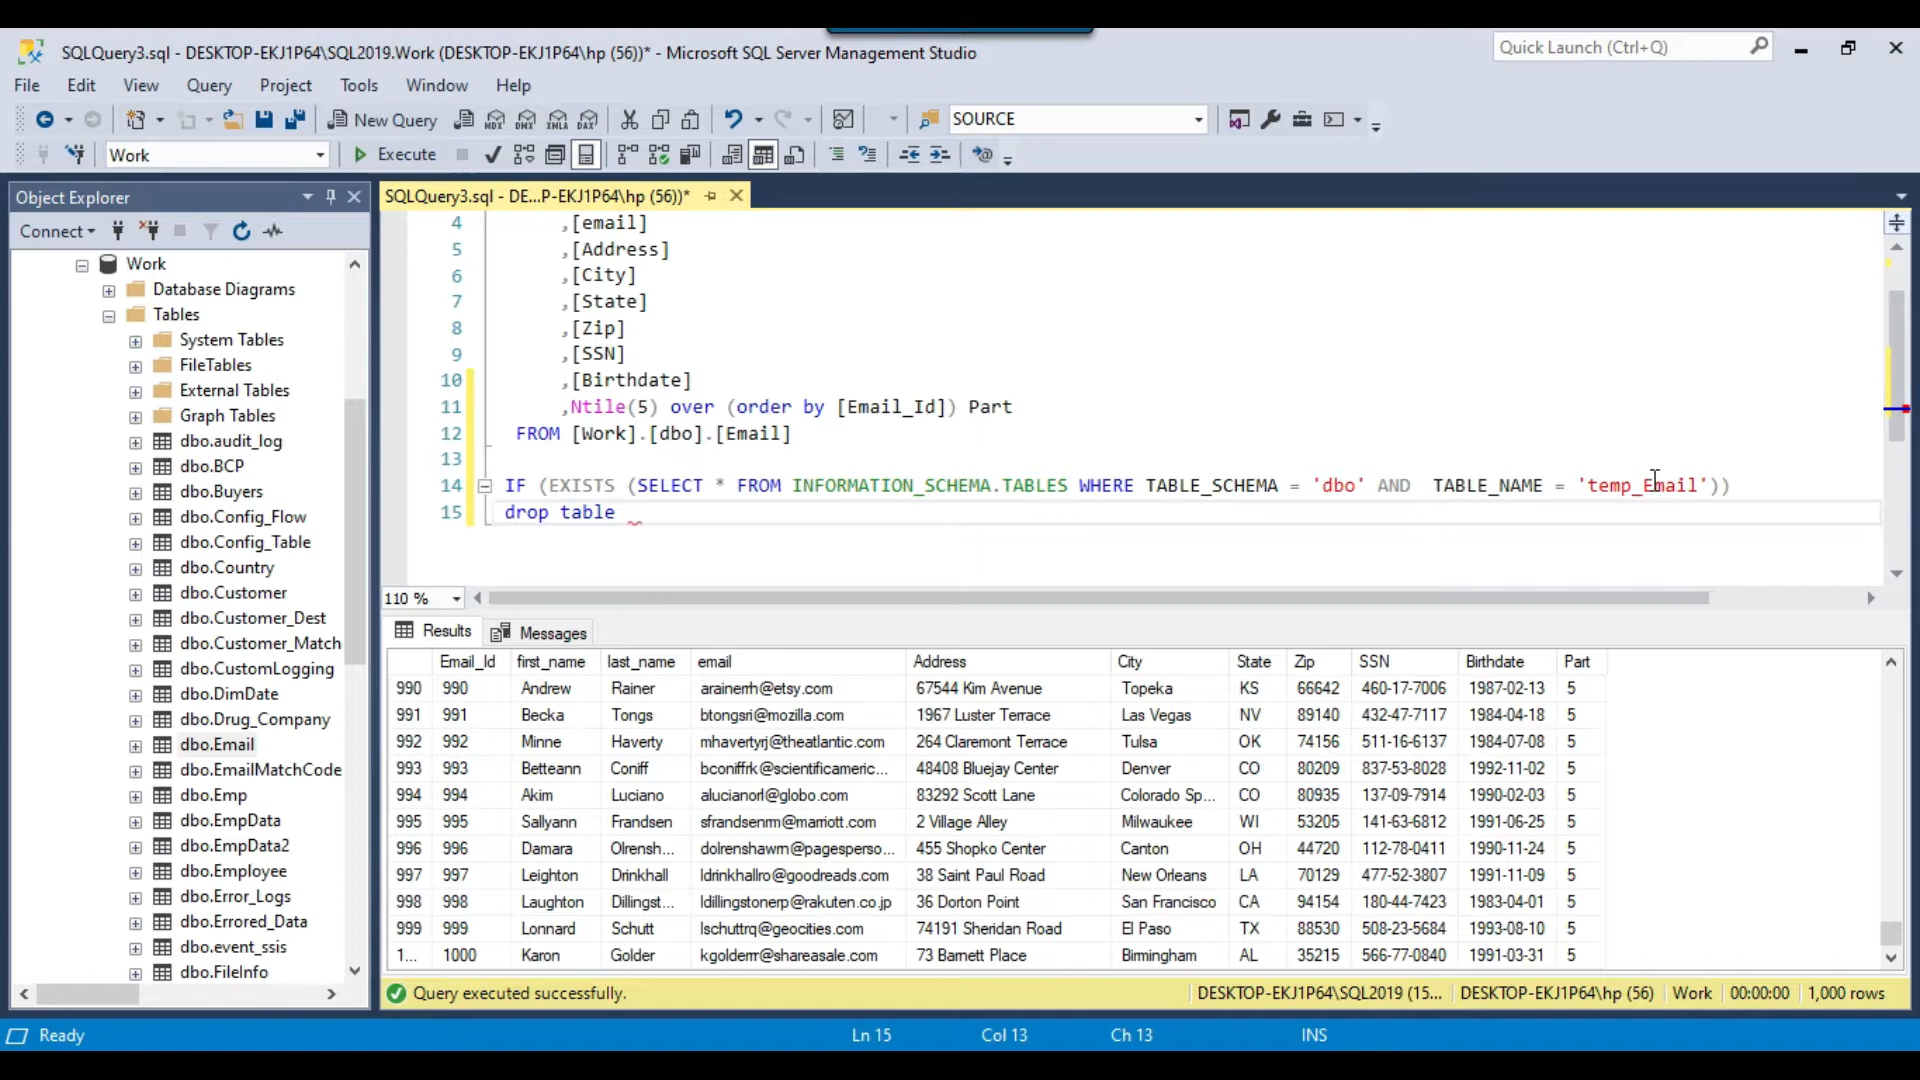 SQLQuery3.sql - DESKTOP-EKJ1P64\SQL2019.Work (DESKTOP-EKJ1P64\hp (56))* - Microsoft SQL Server Management Studio
Quick Launch (Ctrl+Q)
File Edit View Query Project Tools Window Help
New Query MDX DMX XMLA DAX SOURCE
Work Execute
Object Explorer
SQLQuery3.sql - DE...P-EKJ1P64\hp (56))*
Connect
Work
Database Diagrams
Tables
System Tables
FileTables
External Tables
Graph Tables
dbo.audit_log
dbo.BCP
dbo.Buyers
dbo.Config_Flow
dbo.Config_Table
dbo.Country
dbo.Customer
dbo.Customer_Dest
dbo.Customer_Match
dbo.CustomLogging
dbo.DimDate
dbo.Drug_Company
dbo.Email
dbo.EmailMatchCode
dbo.Emp
dbo.EmpData
dbo.EmpData2
dbo.Employee
dbo.Error_Logs
dbo.Errored_Data
dbo.event_ssis
dbo.FileInfo
4 ,[email]
5 ,[Address]
6 ,[City]
7 ,[State]
8 ,[Zip]
9 ,[SSN]
10 ,[Birthdate]
11 ,Ntile(5) over (order by [Email_Id]) Part
12 FROM [Work].[dbo].[Email]
13
14 IF (EXISTS (SELECT * FROM INFORMATION_SCHEMA.TABLES WHERE TABLE_SCHEMA = 'dbo' AND TABLE_NAME = 'temp_Email'))
15 drop table
110 %
Results Messages
Email_Id first_name last_name email Address City State Zip SSN Birthdate Part
990 990 Andrew Rainer arainerrh@etsy.com 67544 Kim Avenue Topeka KS 66642 460-17-7006 1987-02-13 5
991 991 Becka Tongs btongsri@mozilla.com 1967 Luster Terrace Las Vegas NV 89140 432-47-7117 1984-04-18 5
992 992 Minne Haverty mhavertyrj@theatlantic.com 264 Claremont Terrace Tulsa OK 74156 511-16-6137 1984-07-08 5
993 993 Betteann Coniff bconiffrk@scientificameric... 48408 Bluejay Center Denver CO 80209 837-53-8028 1992-11-02 5
994 994 Akim Luciano alucianorl@globo.com 83292 Scott Lane Colorado Sp... CO 80935 137-09-7914 1990-02-03 5
995 995 Sallyann Frandsen sfrandsenrm@marriott.com 2 Village Alley Milwaukee WI 53205 141-63-6812 1991-06-25 5
996 996 Damara Olrensh... dolrenshawrn@pagesperso... 455 Shopko Center Canton OH 44720 112-78-0411 1990-11-24 5
997 997 Leighton Drinkhall ldrinkhallro@goodreads.com 38 Saint Paul Road New Orleans LA 70129 477-52-3807 1991-11-09 5
998 998 Laughton Dillingst... ldillingstonerp@rakuten.co.jp 36 Dorton Point San Francisco CA 94154 180-44-7423 1983-04-01 5
999 999 Lonnard Schutt lschuttrq@geocities.com 74191 Sheridan Road El Paso TX 88530 508-23-5684 1993-08-10 5
1... 1000 Karon Golder kgolderrr@shareasale.com 73 Barnett Place Birmingham AL 35215 566-77-0840 1991-03-31 5
Query executed successfully. DESKTOP-EKJ1P64\SQL2019 (15... DESKTOP-EKJ1P64\hp (56) Work 00:00:00 1,000 rows
Ready Ln 15 Col 13 Ch 13 INS